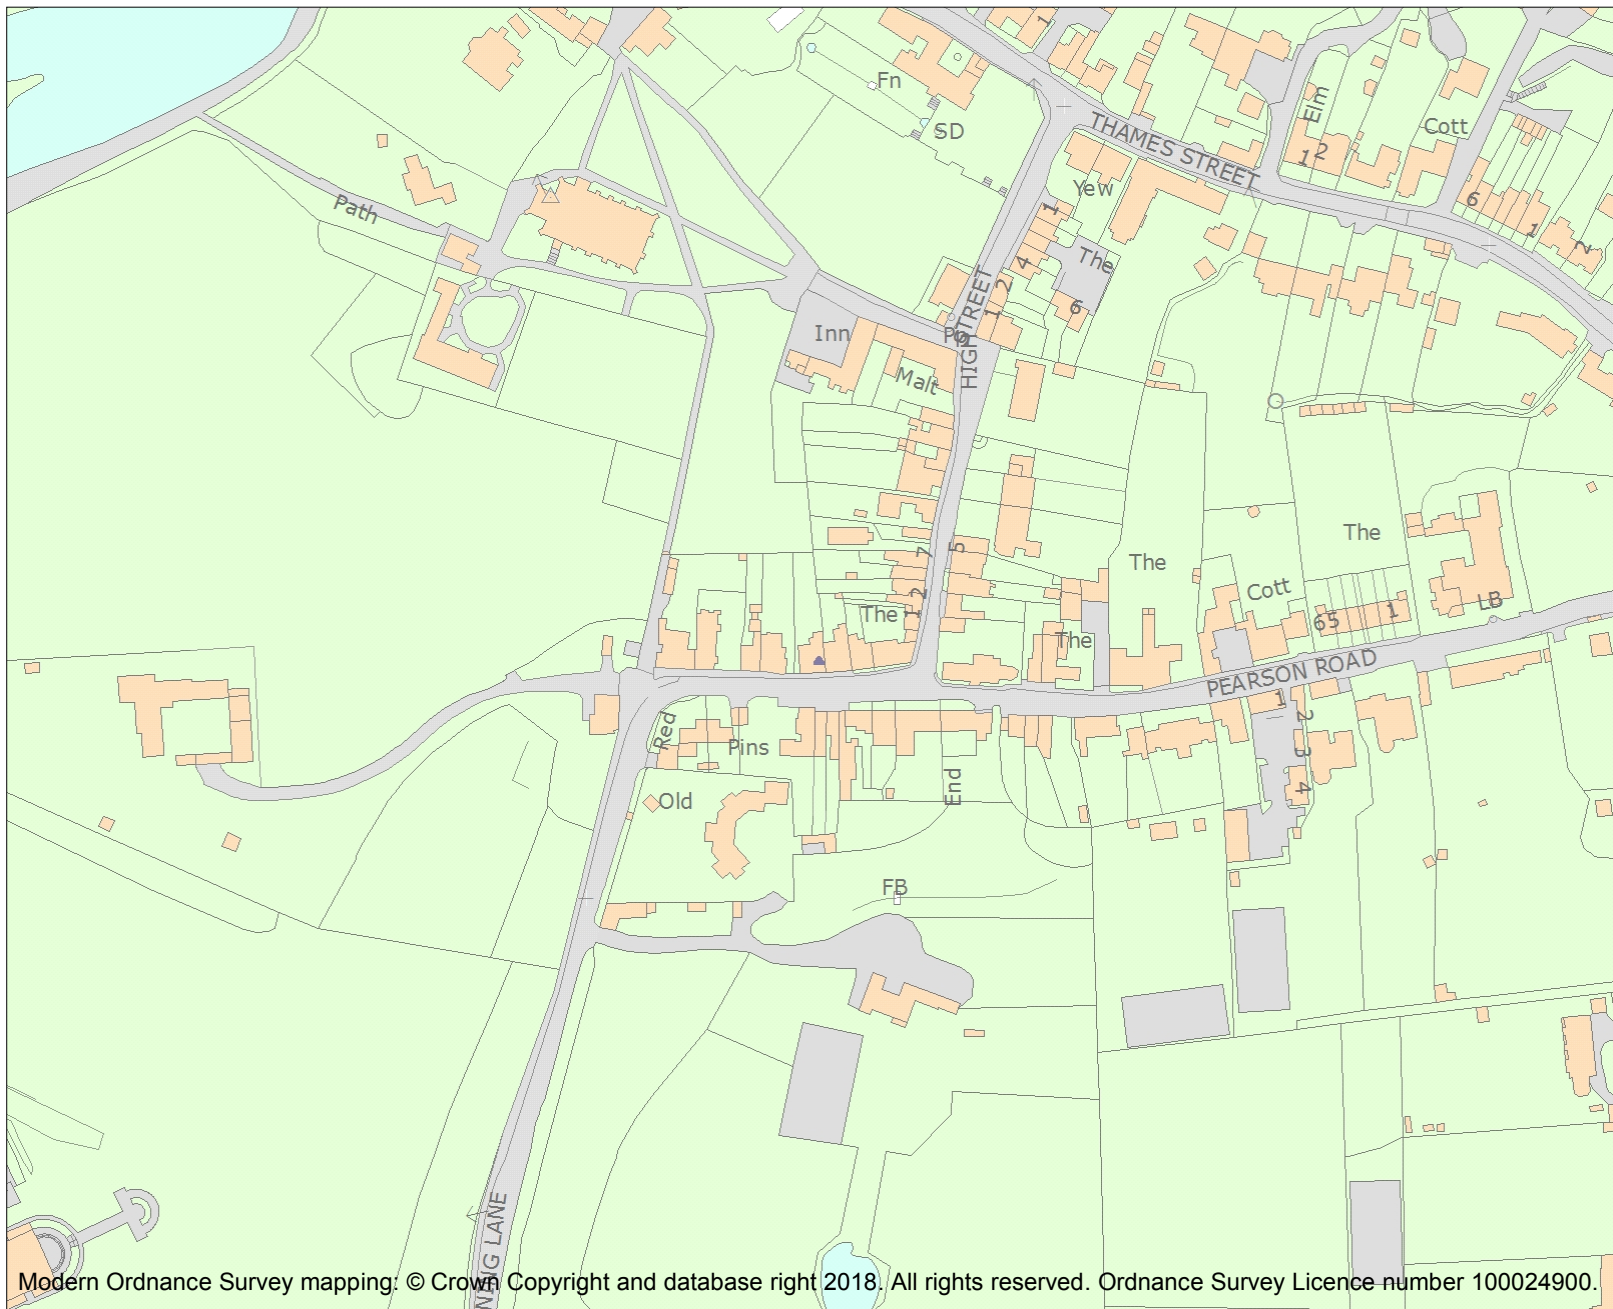 1
Fn
SD
THAMES STREET
Elm
1 2
Cott
Path
Yew
1
6
1
2
The
4
2
6
1
HIGH STREET
Inn
Malt
7
5
The
The
2
1
The
Cott
The
65
1
LB
PEARSON ROAD
1
Red
Pins
2
3
4
Old
End
FB
NING LANE
Modern Ordnance Survey mapping: © Crown Copyright and database right 2018. All rights reserved. Ordnance Survey Licence number 100024900.